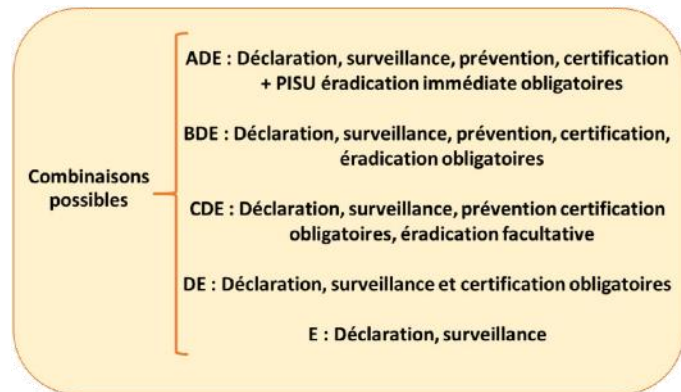 ADE : Déclaration, surveillance, prévention, certification
+ PISU éradication immédiate obligatoires
BDE : Déclaration, surveillance, prévention, certification,
éradication obligatoires
Combinaisons
possibles
CDE : Déclaration, surveillance, prévention certification
obligatoires, éradication facultative
DE : Déclaration, surveillance et certification obligatoires
E : Déclaration, surveillance